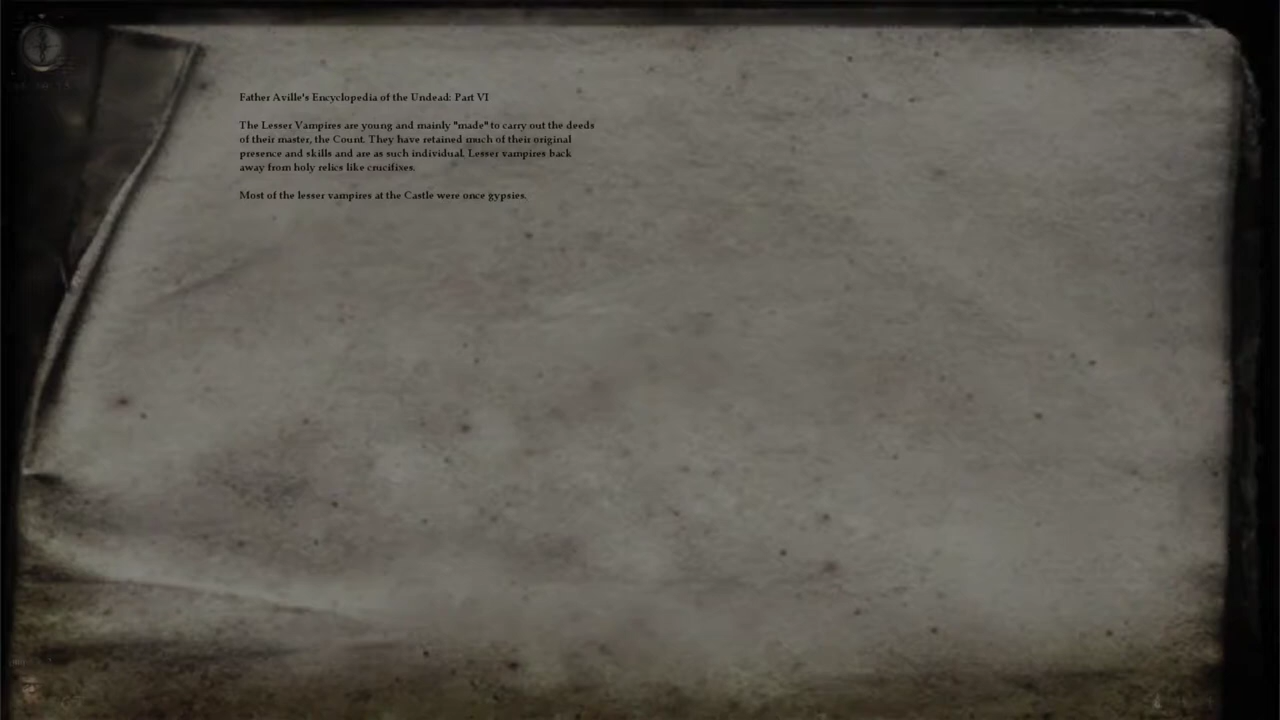 Father Aville's Encyclopedia of the Undead: Part VI
The Lesser Vampires are young and mainly "made" to carry out the deeds
of their master, the Count. They have retained much of their original
presence and skills and are as such individual. Lesser vampires back
away from holy relics like crucifixes.
Most of the lesser vampires at the Castle were once gypsies.